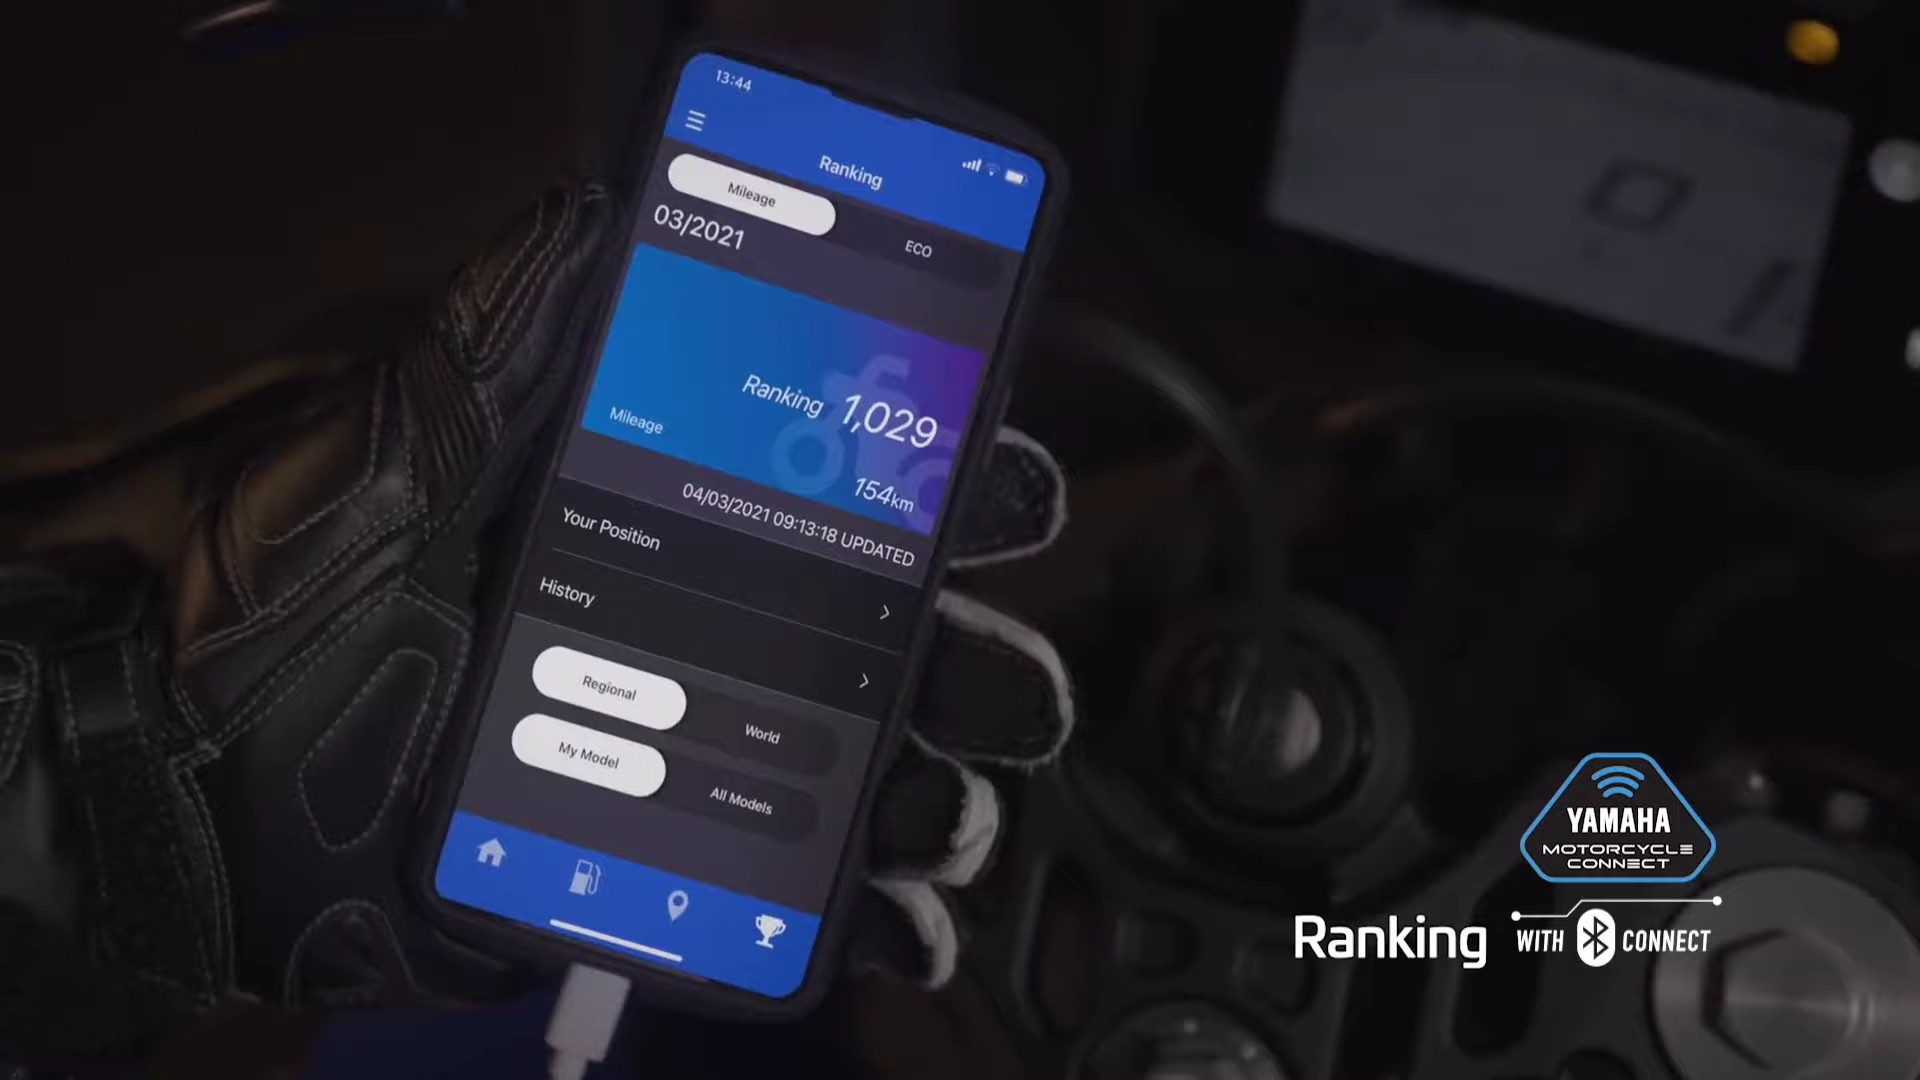 13:44
Ranking
Mileage
ECO
03/2021
Ranking 1,029
Mileage
154km
04/03/2021 09:13:18 UPDATED
Your Position
History
Regional
World
My Model
All Models
YAMAHA
MOTORCYCLE
CONNECT
Ranking
WITH CONNECT